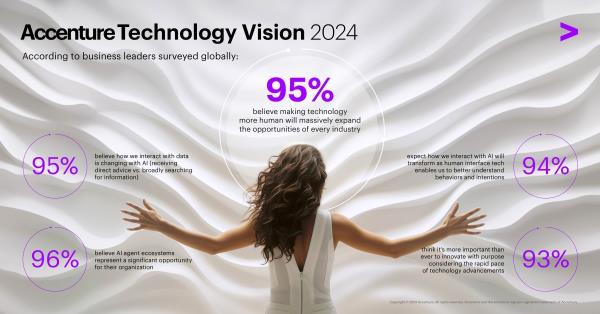 Accenture Technology Vision 2024
According to business leaders surveyed globally:
95%
believe making technology
more human will massively expand
the opportunities of every industry
95%
believe how we interact with data
is changing with AI (receiving
direct advice vs. broadly searching
for information)
96%
believe AI agent ecosystems
represent a significant opportunity
for their organization
expect how we interact with AI will
transform as human interface tech
enables us to better understand
behaviors and intentions
94%
think it's more important than
ever to innovate with purpose
considering the rapid pace
of technology advancements
93%